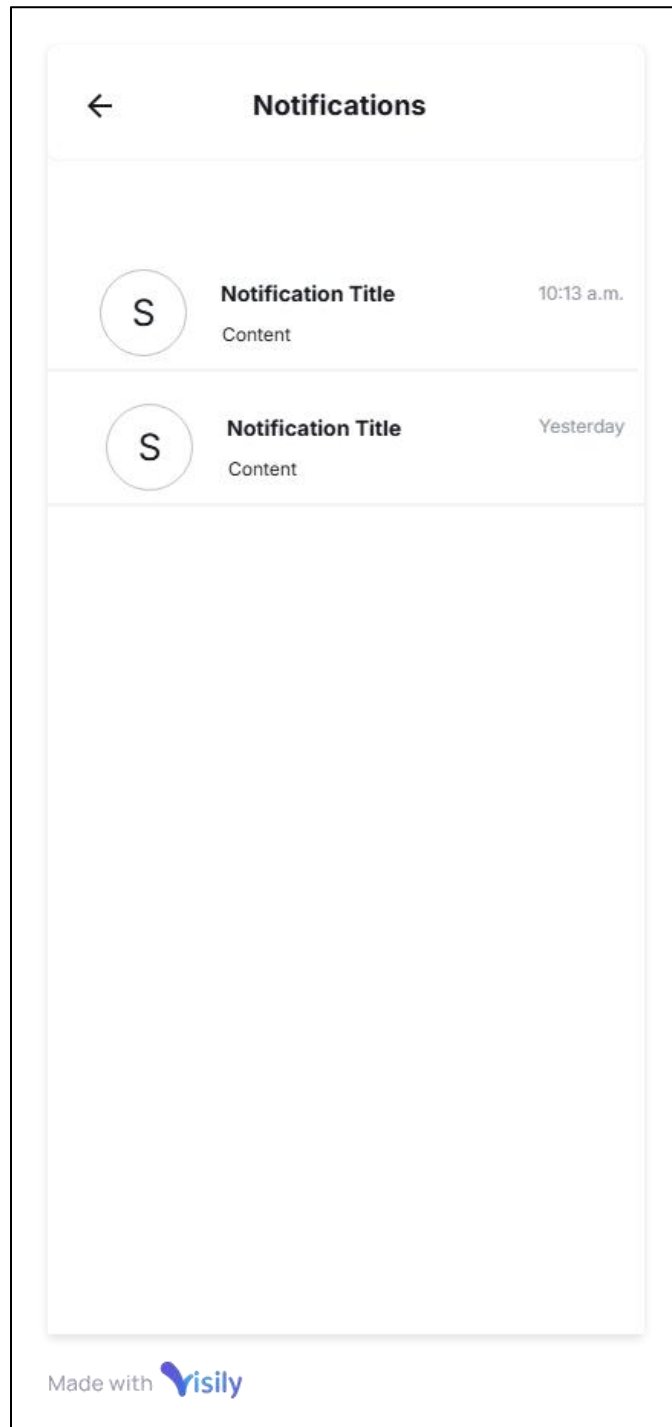 Notifications
S
Notification Title
10:13 a.m.
Content
S
Notification Title
Yesterday
Content
Made with Visily